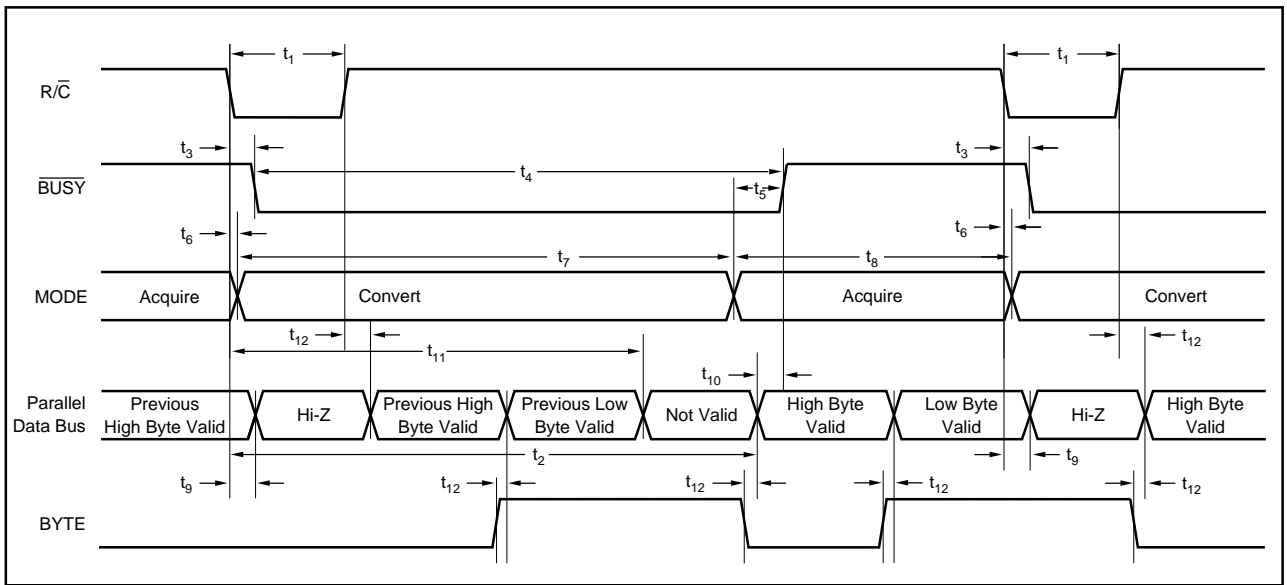 t1
t1
R/C̅
t3
t3
t4
B̅U̅S̅Y̅
t5
t6
t6
t7
t8
MODE
Acquire
Convert
Acquire
Convert
t12
t12
t11
t10
Parallel
Data Bus
Previous
High Byte Valid
Hi-Z
Previous High
Byte Valid
Previous Low
Byte Valid
Not Valid
High Byte
Valid
Low Byte
Valid
Hi-Z
High Byte
Valid
t2
t9
t9
t12
t12
t12
t12
BYTE